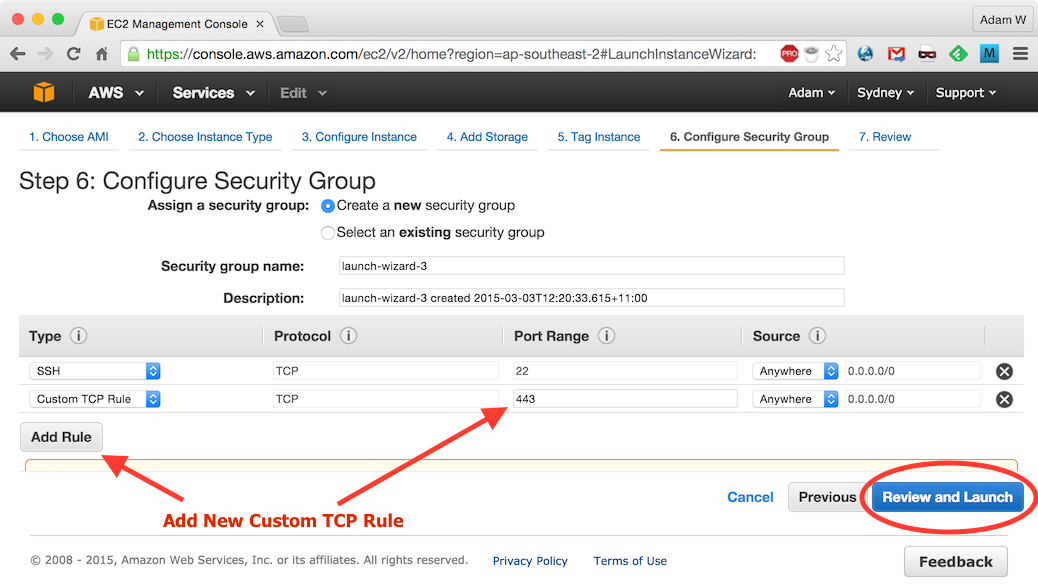 EC2 Management Console
Adam W
https://console.aws.amazon.com/ec2/v2/home?region=ap-southeast-2#LaunchInstanceWizard:
PRO
M
AWS Services Edit Adam Sydney Support
1. Choose AMI 2. Choose Instance Type 3. Configure Instance 4. Add Storage 5. Tag Instance 6. Configure Security Group 7. Review
Step 6: Configure Security Group
Assign a security group: Create a new security group
Select an existing security group
Security group name: launch-wizard-3
Description: launch-wizard-3 created 2015-03-03T12:20:33.615+11:00
Type i Protocol i Port Range i Source i
SSH TCP 22 Anywhere 0.0.0.0/0
Custom TCP Rule TCP 443 Anywhere 0.0.0.0/0
Add Rule
Cancel Previous Review and Launch
Add New Custom TCP Rule
© 2008 - 2015, Amazon Web Services, Inc. or its affiliates. All rights reserved. Privacy Policy Terms of Use Feedback